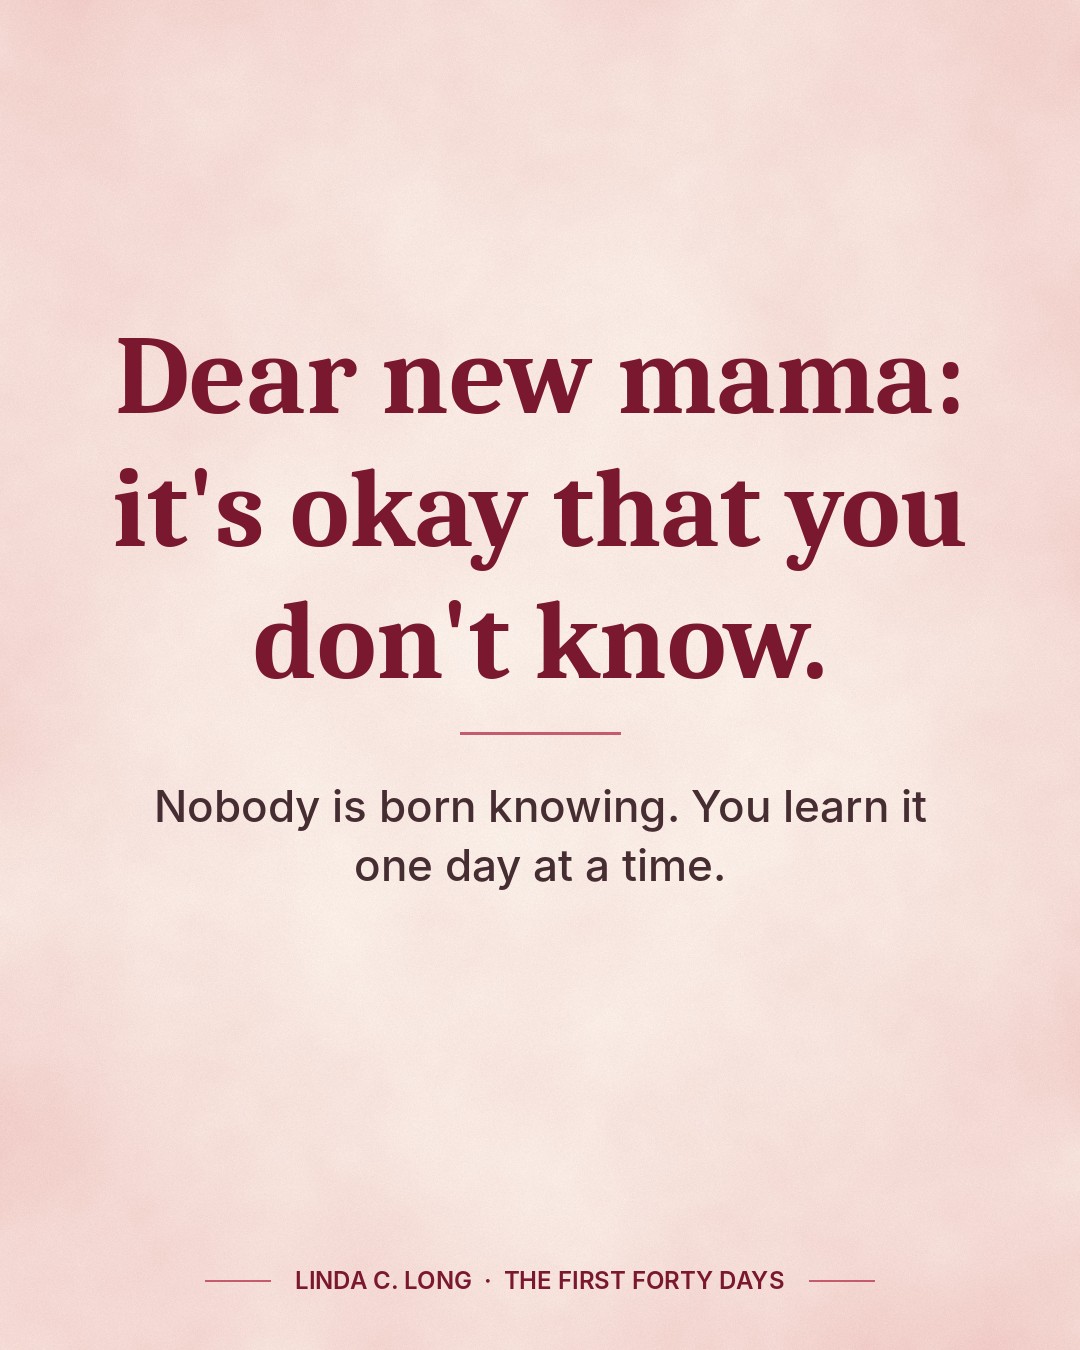 Dear new mama:
it's okay that you
don't know.
Nobody is born knowing. You learn it
one day at a time.
LINDA C. LONG · THE FIRST FORTY DAYS